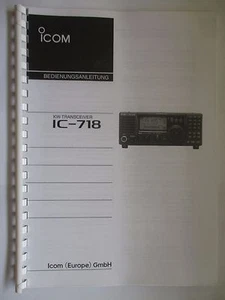 ICOM
BEDIENUNGSANLEITUNG
KW TRANSCEIVER
IC-718
Icom (Europe) GmbH